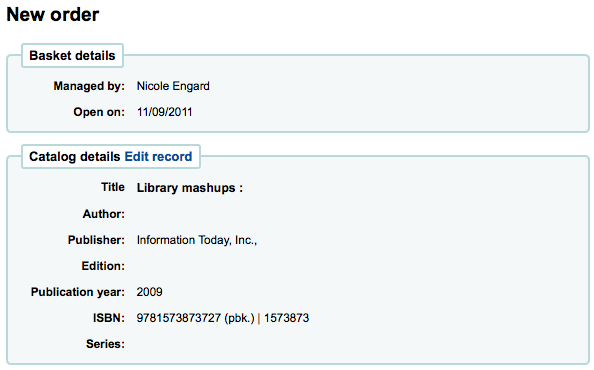 New order
Basket details
Managed by: Nicole Engard
Open on: 11/09/2011
Catalog details Edit record
Title Library mashups :
Author:
Publisher: Information Today, Inc.,
Edition:
Publication year: 2009
ISBN: 9781573873727 (pbk.) | 1573873
Series: